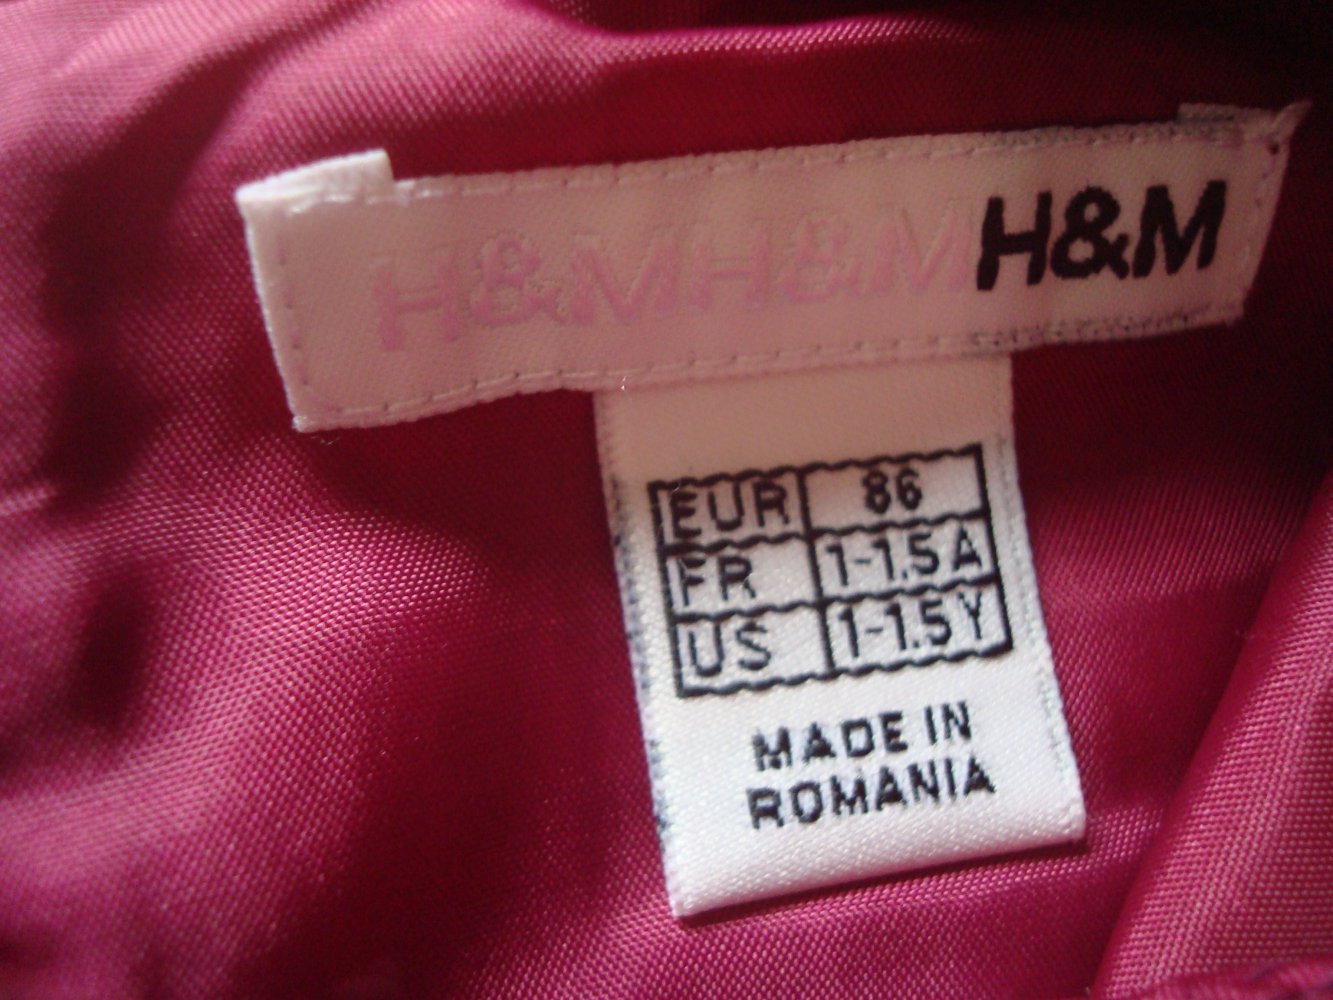 H&MH&MH&M
EUR 86
FR 1-1.5A
US 1-1.5Y
MADE IN
ROMANIA